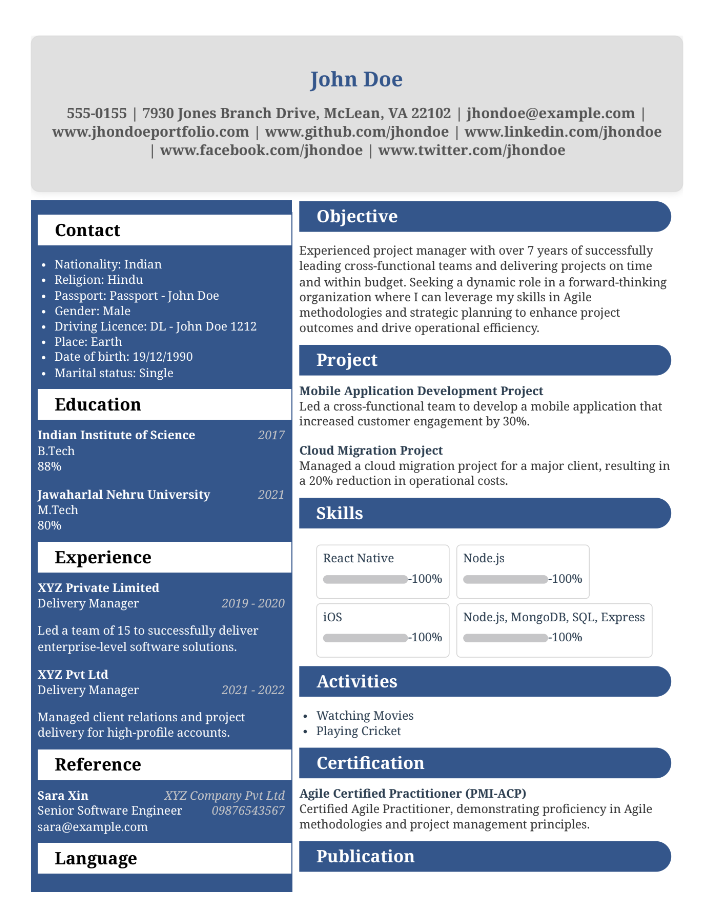 John Doe
555-0155 | 7930 Jones Branch Drive, McLean, VA 22102 | jhondoe@example.com |
www.jhondoeportfolio.com | www.github.com/jhondoe | www.linkedin.com/jhondoe
| www.facebook.com/jhondoe | www.twitter.com/jhondoe
Contact
• Nationality: Indian
• Religion: Hindu
• Passport: Passport - John Doe
• Gender: Male
• Driving Licence: DL - John Doe 1212
• Place: Earth
• Date of birth: 19/12/1990
• Marital status: Single
Education
Indian Institute of Science 2017
B.Tech
88%
Jawaharlal Nehru University 2021
M.Tech
80%
Experience
XYZ Private Limited
Delivery Manager 2019 - 2020
Led a team of 15 to successfully deliver
enterprise-level software solutions.
XYZ Pvt Ltd
Delivery Manager 2021 - 2022
Managed client relations and project
delivery for high-profile accounts.
Reference
Sara Xin XYZ Company Pvt Ltd
Senior Software Engineer 09876543567
sara@example.com
Language
Objective
Experienced project manager with over 7 years of successfully
leading cross-functional teams and delivering projects on time
and within budget. Seeking a dynamic role in a forward-thinking
organization where I can leverage my skills in Agile
methodologies and strategic planning to enhance project
outcomes and drive operational efficiency.
Project
Mobile Application Development Project
Led a cross-functional team to develop a mobile application that
increased customer engagement by 30%.
Cloud Migration Project
Managed a cloud migration project for a major client, resulting in
a 20% reduction in operational costs.
Skills
React Native
-100%
Node.js
-100%
iOS
-100%
Node.js, MongoDB, SQL, Express
-100%
Activities
• Watching Movies
• Playing Cricket
Certification
Agile Certified Practitioner (PMI-ACP)
Certified Agile Practitioner, demonstrating proficiency in Agile
methodologies and project management principles.
Publication